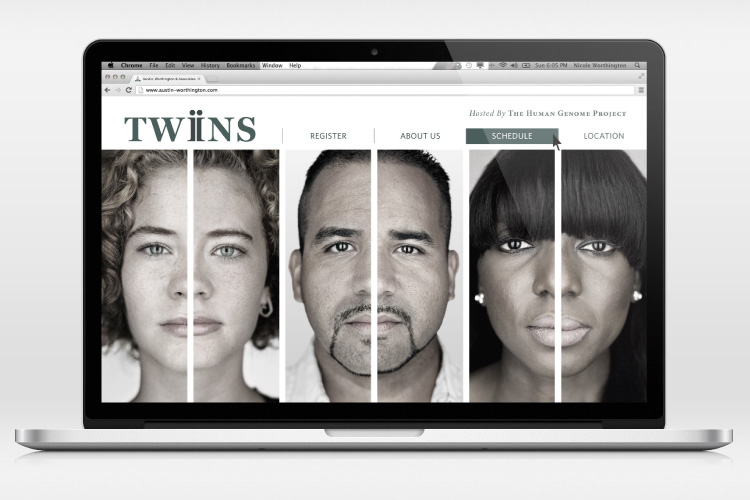 Chrome File Edit View History Bookmarks Window Help Sun 6:05 PM Nicole Worthington
Austin Worthington & Associates
www.austin-worthington.com
Hosted By THE HUMAN GENOME PROJECT
TWiiNS
REGISTER ABOUT US SCHEDULE LOCATION